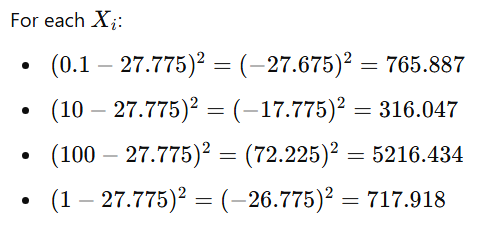 For each Xᵢ:
• (0.1 − 27.775)² = (−27.675)² = 765.887
• (10 − 27.775)² = (−17.775)² = 316.047
• (100 − 27.775)² = (72.225)² = 5216.434
• (1 − 27.775)² = (−26.775)² = 717.918